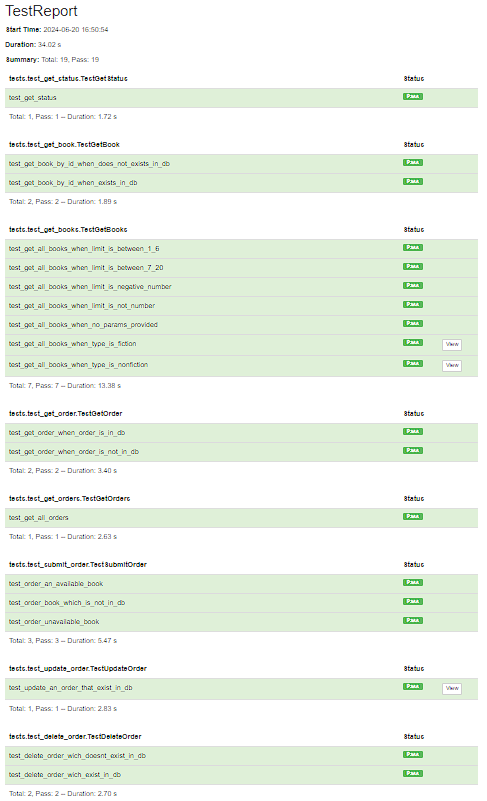 TestReport
Start Time: 2024-06-20 16:50:54
Duration: 34.02 s
Summary: Total: 19, Pass: 19
tests.test_get_status.TestGetStatus Status
test_get_status Pass
Total: 1, Pass: 1 -- Duration: 1.72 s
tests.test_get_book.TestGetBook Status
test_get_book_by_id_when_does_not_exists_in_db Pass
test_get_book_by_id_when_exists_in_db Pass
Total: 2, Pass: 2 -- Duration: 1.89 s
tests.test_get_books.TestGetBooks Status
test_get_all_books_when_limit_is_between_1_6 Pass
test_get_all_books_when_limit_is_between_7_20 Pass
test_get_all_books_when_limit_is_negative_number Pass
test_get_all_books_when_limit_is_not_number Pass
test_get_all_books_when_no_params_provided Pass
test_get_all_books_when_type_is_fiction Pass View
test_get_all_books_when_type_is_nonfiction Pass View
Total: 7, Pass: 7 -- Duration: 13.38 s
tests.test_get_order.TestGetOrder Status
test_get_order_when_order_is_in_db Pass
test_get_order_when_order_is_not_in_db Pass
Total: 2, Pass: 2 -- Duration: 3.40 s
tests.test_get_orders.TestGetOrders Status
test_get_all_orders Pass
Total: 1, Pass: 1 -- Duration: 2.63 s
tests.test_submit_order.TestSubmitOrder Status
test_order_an_available_book Pass
test_order_book_which_is_not_in_db Pass
test_order_unavailable_book Pass
Total: 3, Pass: 3 -- Duration: 5.47 s
tests.test_update_order.TestUpdateOrder Status
test_update_an_order_that_exist_in_db Pass View
Total: 1, Pass: 1 -- Duration: 2.83 s
tests.test_delete_order.TestDeleteOrder Status
test_delete_order_wich_doesnt_exist_in_db Pass
test_delete_order_wich_exist_in_db Pass
Total: 2, Pass: 2 -- Duration: 2.70 s